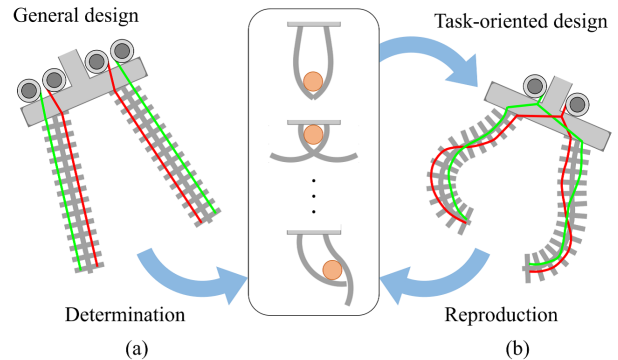 General design
Task-oriented design
Determination
Reproduction
(a)
(b)